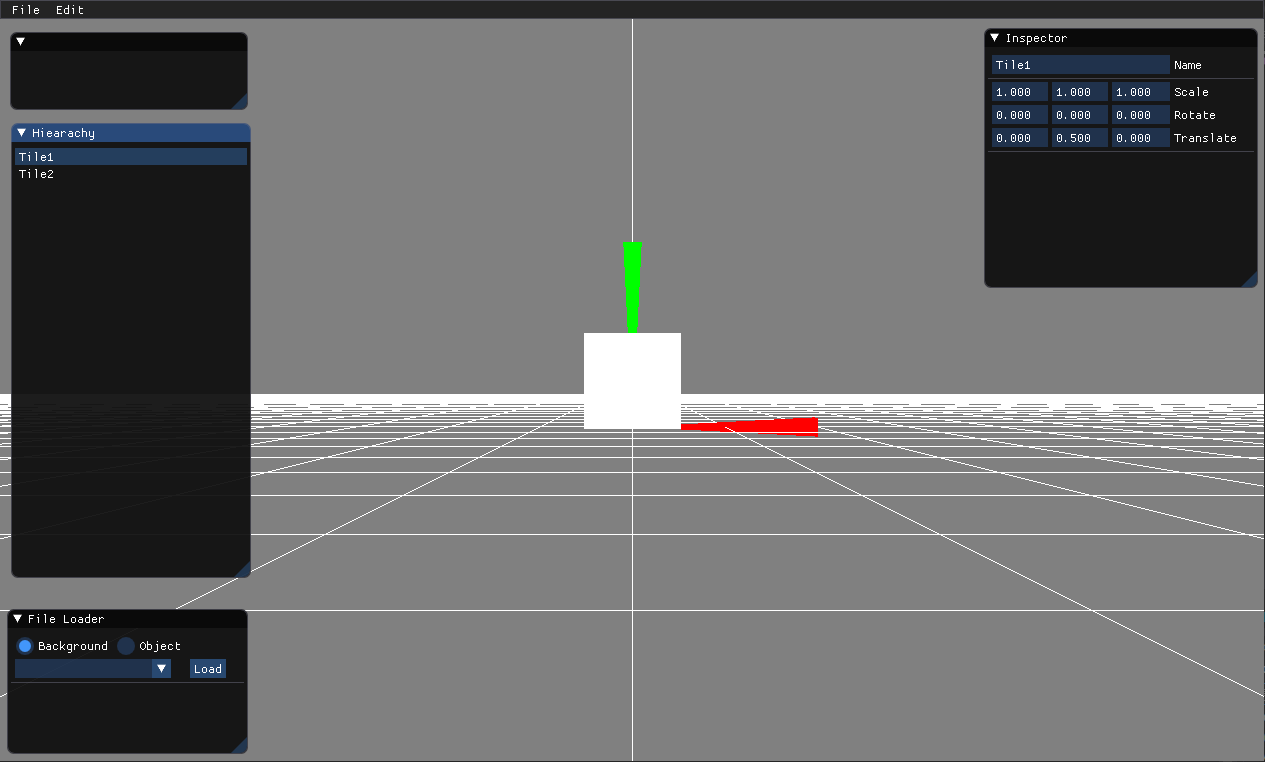 File Edit
Hiearachy
Tile1
Tile2
File Loader
Background Object
Load
Inspector
Tile1 Name
1.000 1.000 1.000 Scale
0.000 0.000 0.000 Rotate
0.000 0.500 0.000 Translate